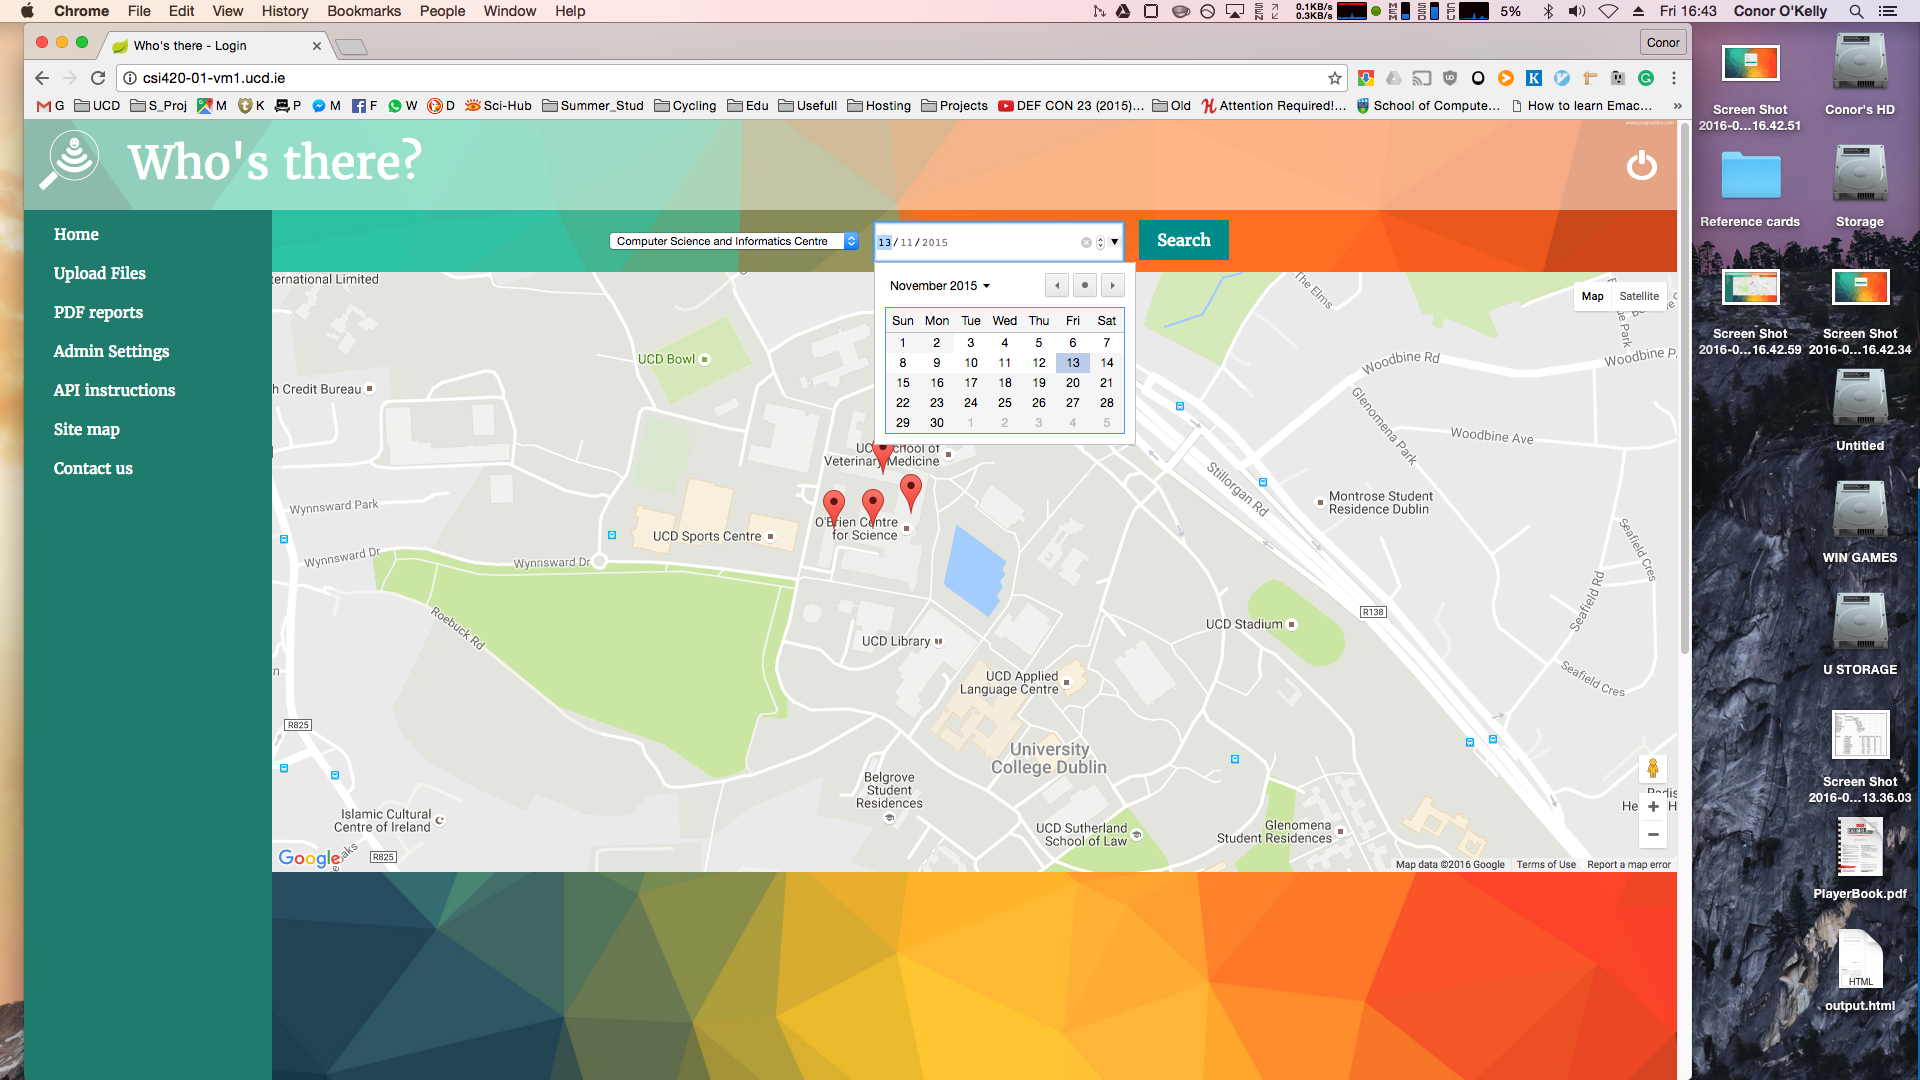 Chrome File Edit View History Bookmarks People Window Help
0.1KB/s
0.3KB/s
MEM SSD CPU 5% Fri 16:43 Conor O'Kelly
Who's there - Login
Conor
csi420-01-vm1.ucd.ie
G UCD S_Proj M K P M F W D Sci-Hub Summer_Stud Cycling Edu Usefull Hosting Projects DEF CON 23 (2015)... Old Attention Required!... School of Compute... How to learn Emac... »
Who's there?
Home
Upload Files
PDF reports
Admin Settings
API instructions
Site map
Contact us
Computer Science and Informatics Centre
13/11/2015
Search
November 2015
Sun Mon Tue Wed Thu Fri Sat
1 2 3 4 5 6 7
8 9 10 11 12 13 14
15 16 17 18 19 20 21
22 23 24 25 26 27 28
29 30 1 2 3 4 5
Map Satellite
ternational Limited
The Elms
UCD Bowl
h Credit Bureau
Woodbine Rd
Woodbine P
Glenomena Park
Woodbine Ave
UCD School of
Veterinary Medicine
Stillorgan Rd
Montrose Student
Residence Dublin
Wynnsward Park
O'Brien Centre
for Science
UCD Sports Centre
Seafield Cres
Wynnsward Dr
Wynnsward Dr
Seafield Rd
Roebuck Rd
R138
UCD Stadium
UCD Library
UCD Applied
Language Centre
Seafield Cres
R825
University
College Dublin
Belgrove
Student
Residences
Islamic Cultural
Centre of Ireland
UCD Sutherland
School of Law
Glenomena
Student Residences
Google
R825
Map data ©2016 Google Terms of Use Report a map error
Screen Shot
2016-0...16.42.51
Conor's HD
Reference cards
Storage
Screen Shot
2016-0...16.42.59
Screen Shot
2016-0...16.42.34
Untitled
WIN GAMES
U STORAGE
Screen Shot
2016-0...13.36.03
PlayerBook.pdf
HTML
output.html